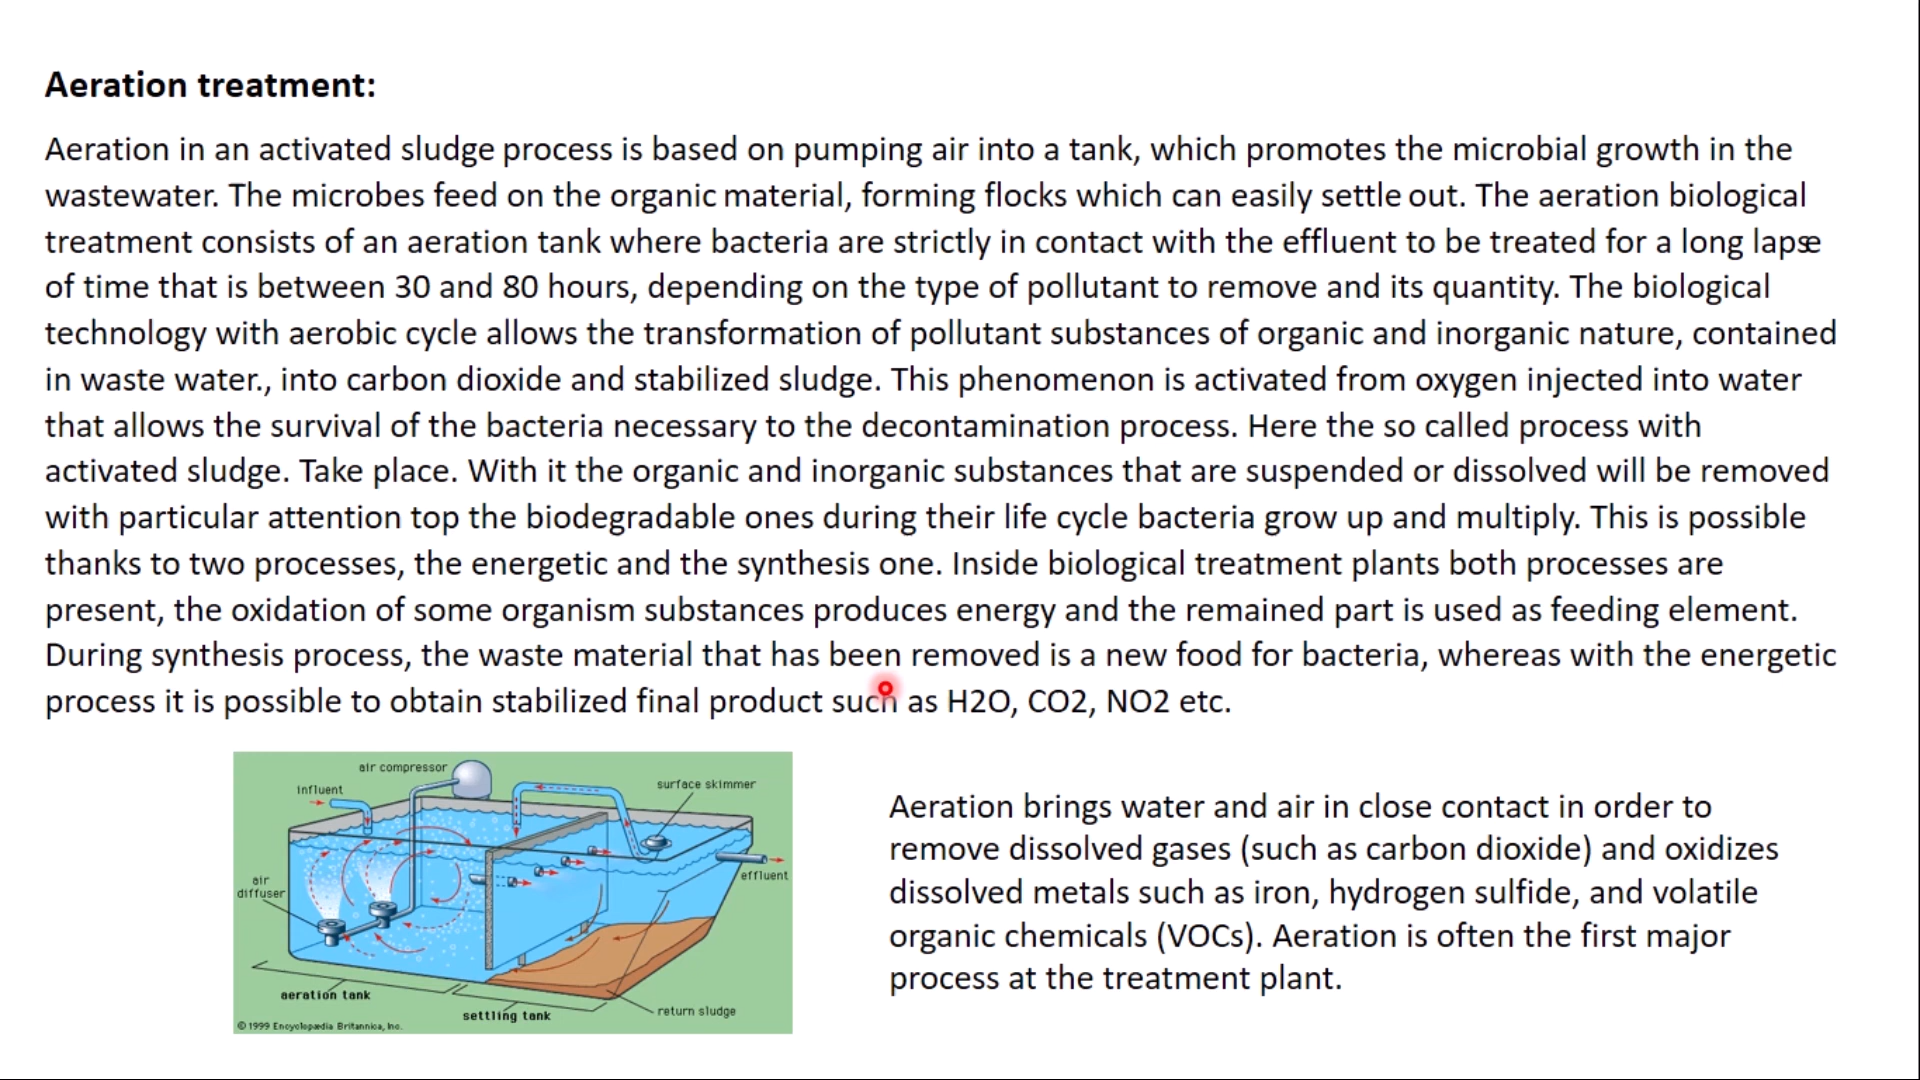 Aeration treatment:
Aeration in an activated sludge process is based on pumping air into a tank, which promotes the microbial growth in the
wastewater. The microbes feed on the organic material, forming flocks which can easily settle out. The aeration biological
treatment consists of an aeration tank where bacteria are strictly in contact with the effluent to be treated for a long lapse
of time that is between 30 and 80 hours, depending on the type of pollutant to remove and its quantity. The biological
technology with aerobic cycle allows the transformation of pollutant substances of organic and inorganic nature, contained
in waste water., into carbon dioxide and stabilized sludge. This phenomenon is activated from oxygen injected into water
that allows the survival of the bacteria necessary to the decontamination process. Here the so called process with
activated sludge. Take place. With it the organic and inorganic substances that are suspended or dissolved will be removed
with particular attention top the biodegradable ones during their life cycle bacteria grow up and multiply. This is possible
thanks to two processes, the energetic and the synthesis one. Inside biological treatment plants both processes are
present, the oxidation of some organism substances produces energy and the remained part is used as feeding element.
During synthesis process, the waste material that has been removed is a new food for bacteria, whereas with the energetic
process it is possible to obtain stabilized final product such as H2O, CO2, NO2 etc.
air compressor
influent
surface skimmer
air
diffuser
effluent
aeration tank
settling tank
return sludge
© 1999 Encyclopædia Britannica, Inc.
Aeration brings water and air in close contact in order to
remove dissolved gases (such as carbon dioxide) and oxidizes
dissolved metals such as iron, hydrogen sulfide, and volatile
organic chemicals (VOCs). Aeration is often the first major
process at the treatment plant.